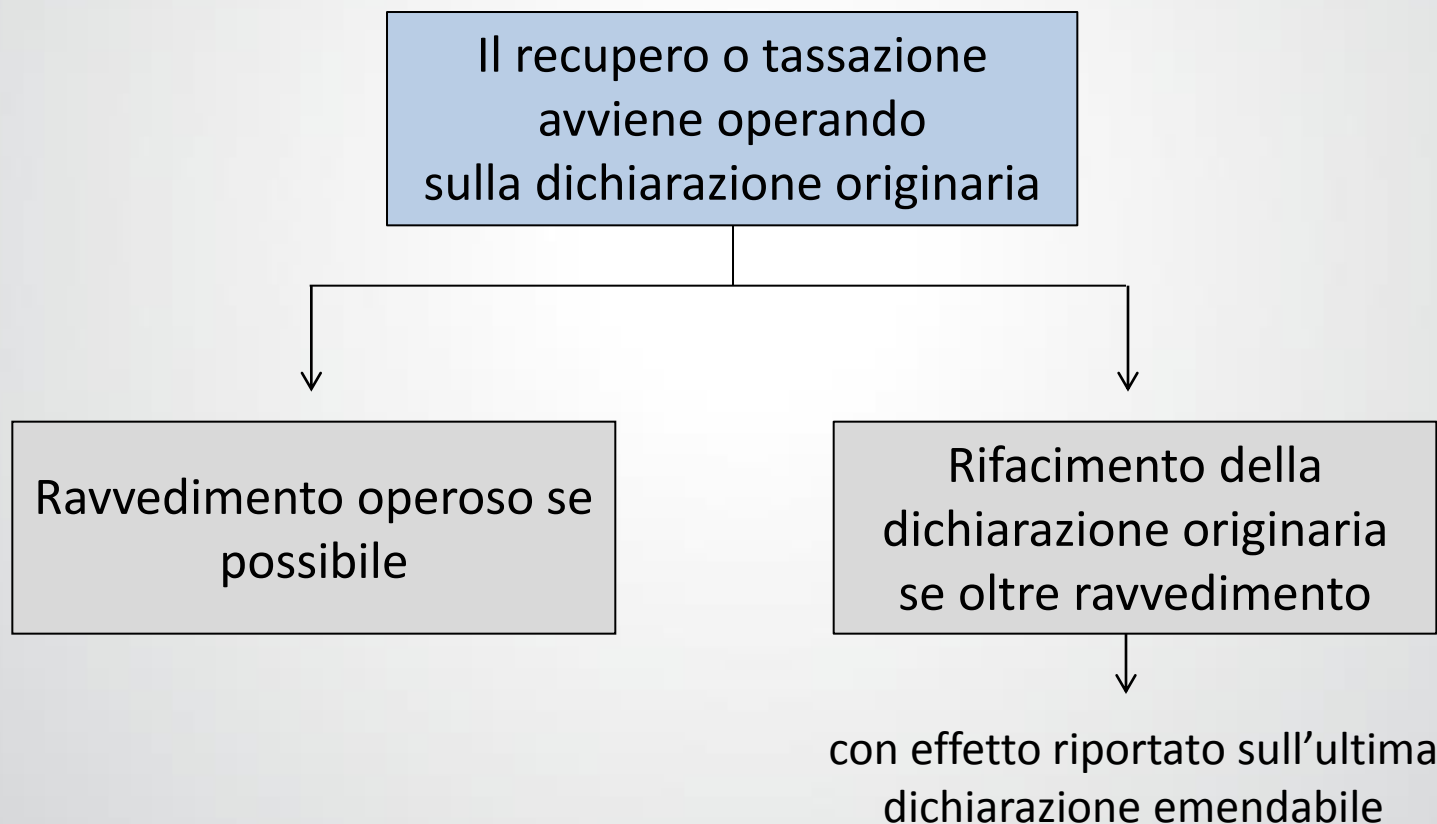 Il recupero o tassazione
avviene operando
sulla dichiarazione originaria
Ravvedimento operoso se
possibile
Rifacimento della
dichiarazione originaria
se oltre ravvedimento
con effetto riportato sull’ultima
dichiarazione emendabile